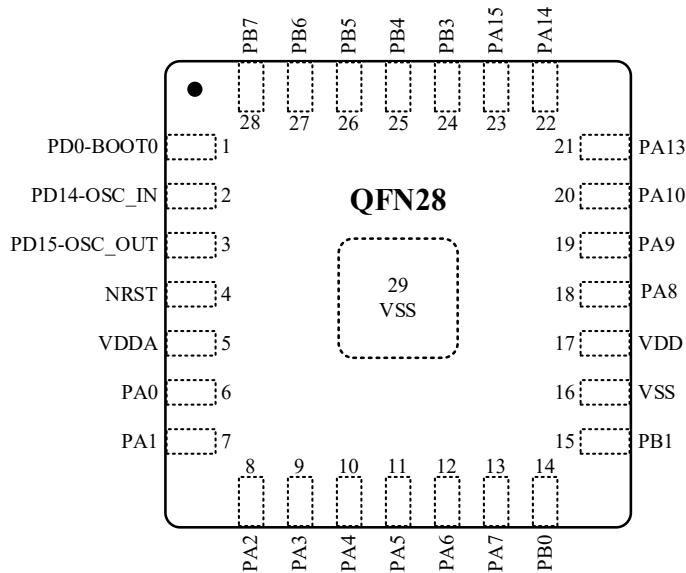 PB7 PB6 PB5 PB4 PB3 PA15 PA14
28 27 26 25 24 23 22
PD0-BOOT0 1 21 PA13
PD14-OSC_IN 2 QFN28 20 PA10
PD15-OSC_OUT 3 19 PA9
NRST 4 29 18 PA8
VSS
VDDA 5 17 VDD
PA0 6 16 VSS
PA1 7 15 PB1
8 9 10 11 12 13 14
PA2 PA3 PA4 PA5 PA6 PA7 PB0